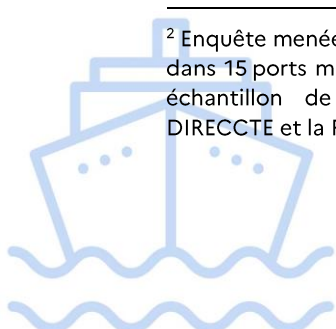 ² Enquête menée
dans 15 ports m
échantillon de
DIRECCTE et la